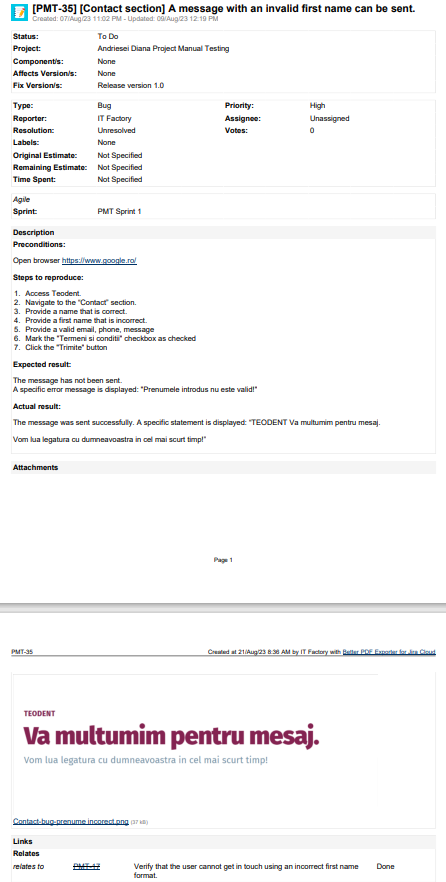 [PMT-35] [Contact section] A message with an invalid first name can be sent.
Created: 07/Aug/23 11:02 PM - Updated: 09/Aug/23 12:19 PM
Status: To Do
Project: Andriesei Diana Project Manual Testing
Component/s: None
Affects Version/s: None
Fix Version/s: Release version 1.0
Type: Bug Priority: High
Reporter: IT Factory Assignee: Unassigned
Resolution: Unresolved Votes: 0
Labels: None
Original Estimate: Not Specified
Remaining Estimate: Not Specified
Time Spent: Not Specified
Agile
Sprint: PMT Sprint 1
Description
Preconditions:
Open browser https://www.google.ro/
Steps to reproduce:
1. Access Teodent.
2. Navigate to the "Contact" section.
3. Provide a name that is correct.
4. Provide a first name that is incorrect.
5. Provide a valid email, phone, message
6. Mark the "Termeni si conditii" checkbox as checked
7. Click the "Trimite" button
Expected result:
The message has not been sent.
A specific error message is displayed: "Prenumele introdus nu este valid!"
Actual result:
The message was sent successfully. A specific statement is displayed: "TEODENT Va multumim pentru mesaj.
Vom lua legatura cu dumneavoastra in cel mai scurt timp!"
Attachments
Page 1
PMT-35 Created at 21/Aug/23 8:36 AM by IT Factory with Better PDF Exporter for Jira Cloud
TEODENT
Va multumim pentru mesaj.
Vom lua legatura cu dumneavoastra in cel mai scurt timp!
Contact-bug-prenume incorect.png (37 kB)
Links
Relates
relates to PMT-17 Verify that the user cannot get in touch using an incorrect first name Done
format.